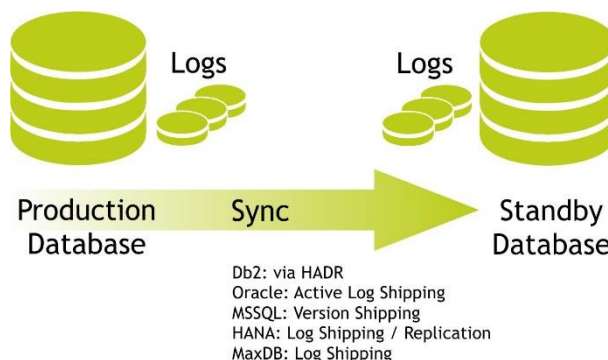 Logs
Logs
Production
Database
Sync
Standby
Database
Db2: via HADR
Oracle: Active Log Shipping
MSSQL: Version Shipping
HANA: Log Shipping / Replication
MaxDB: Log Shipping